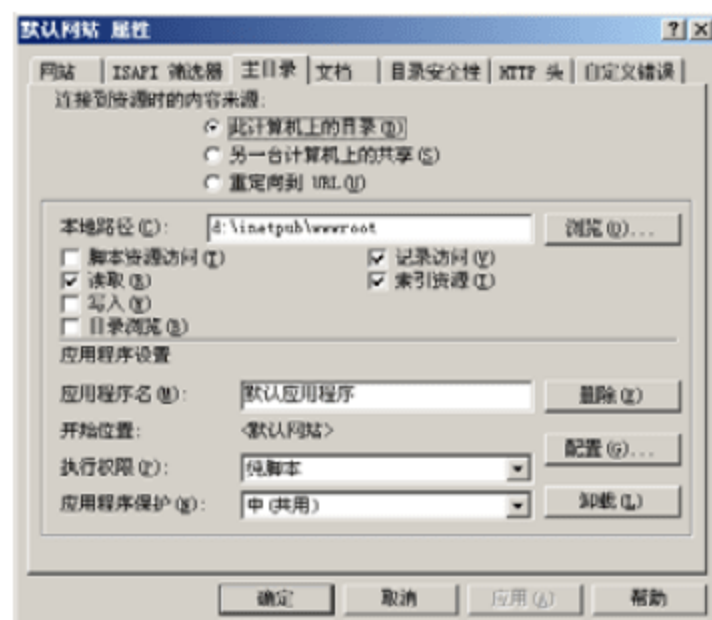 默认网站 属性
网站 ISAPI 筛选器 主目录 文档 目录安全性 HTTP 头 自定义错误
连接到资源时的内容来源:
此计算机上的目录(D)
另一台计算机上的共享(S)
重定向到 URL(U)
本地路径(C): d:\inetpub\wwwroot 浏览(O)...
脚本资源访问(T) 记录访问(V)
读取(R) 索引资源(I)
写入(W)
目录浏览(B)
应用程序设置
应用程序名(M): 默认应用程序 删除(E)
开始位置: <默认网站>
配置(G)...
执行权限(P): 纯脚本
应用程序保护(N): 中(共用) 卸载(L)
确定 取消 应用(A) 帮助